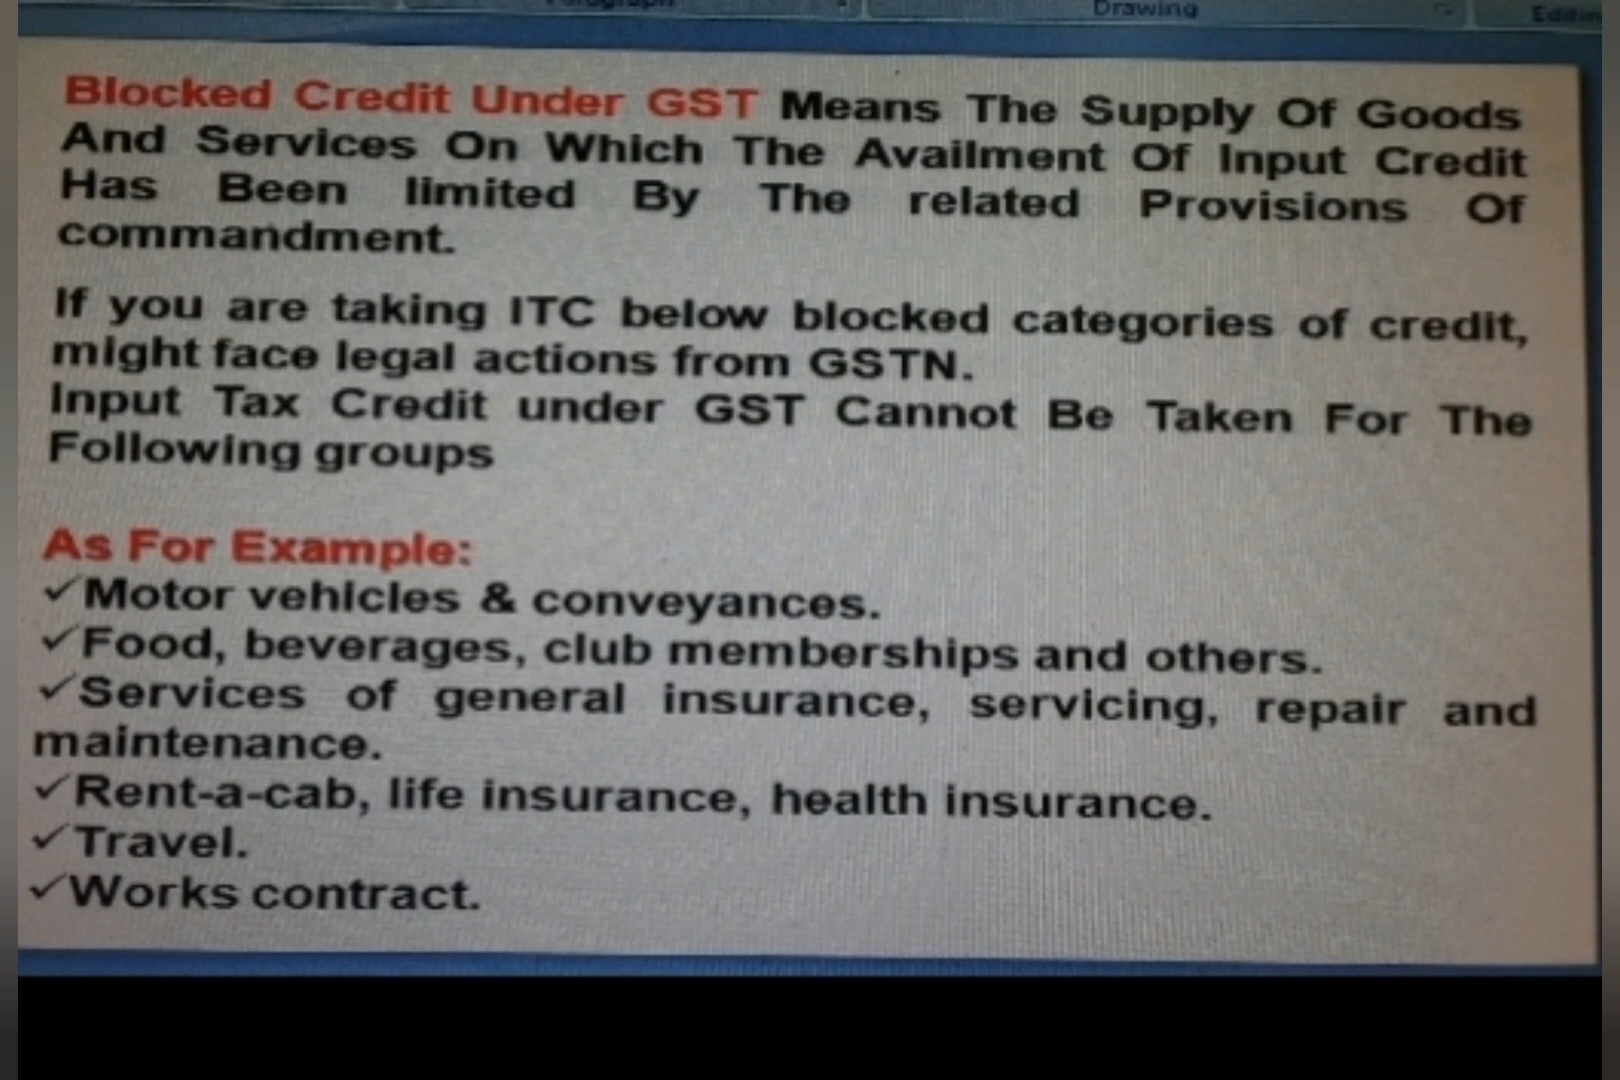 Drawing
Blocked Credit Under GST Means The Supply Of Goods
And Services On Which The Availment Of Input Credit
Has Been limited By The related Provisions Of
commandment.
If you are taking ITC below blocked categories of credit,
might face legal actions from GSTN.
Input Tax Credit under GST Cannot Be Taken For The
Following groups
As For Example:
✓Motor vehicles & conveyances.
✓Food, beverages, club memberships and others.
✓Services of general insurance, servicing, repair and
maintenance.
✓Rent-a-cab, life insurance, health insurance.
✓Travel.
✓Works contract.